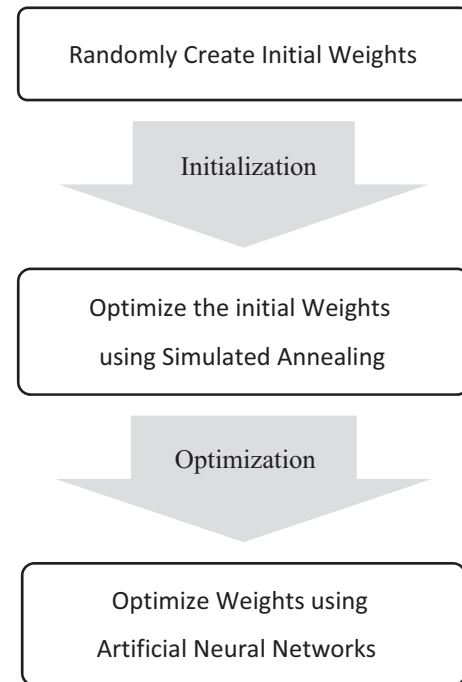 Randomly Create Initial Weights
Initialization
Optimize the initial Weights
using Simulated Annealing
Optimization
Optimize Weights using
Artificial Neural Networks